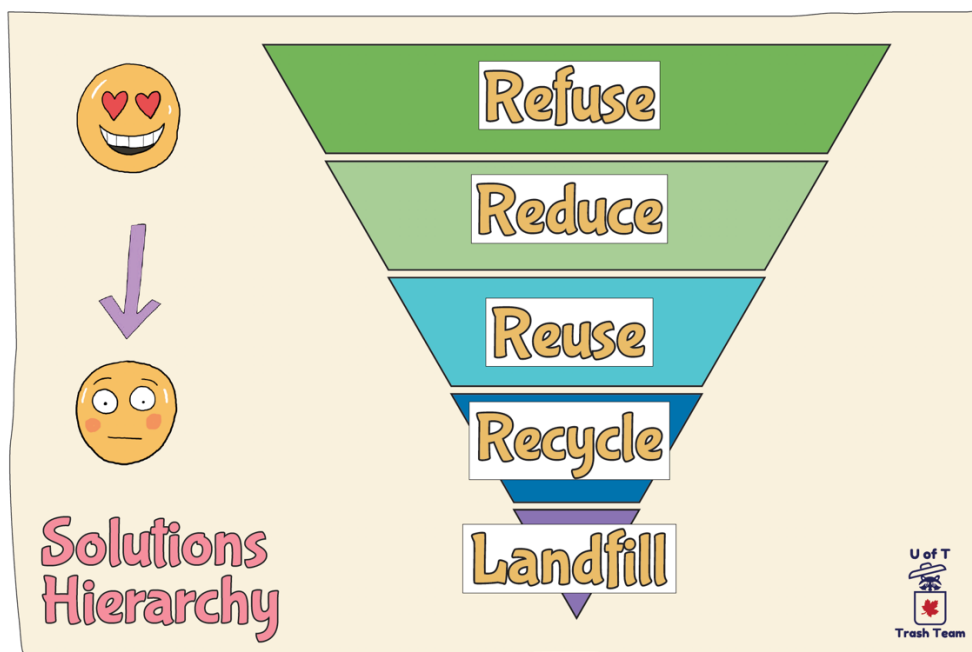 Refuse
Reduce
Reuse
Recycle
Landfill
Solutions
Hierarchy
U of T
Trash Team